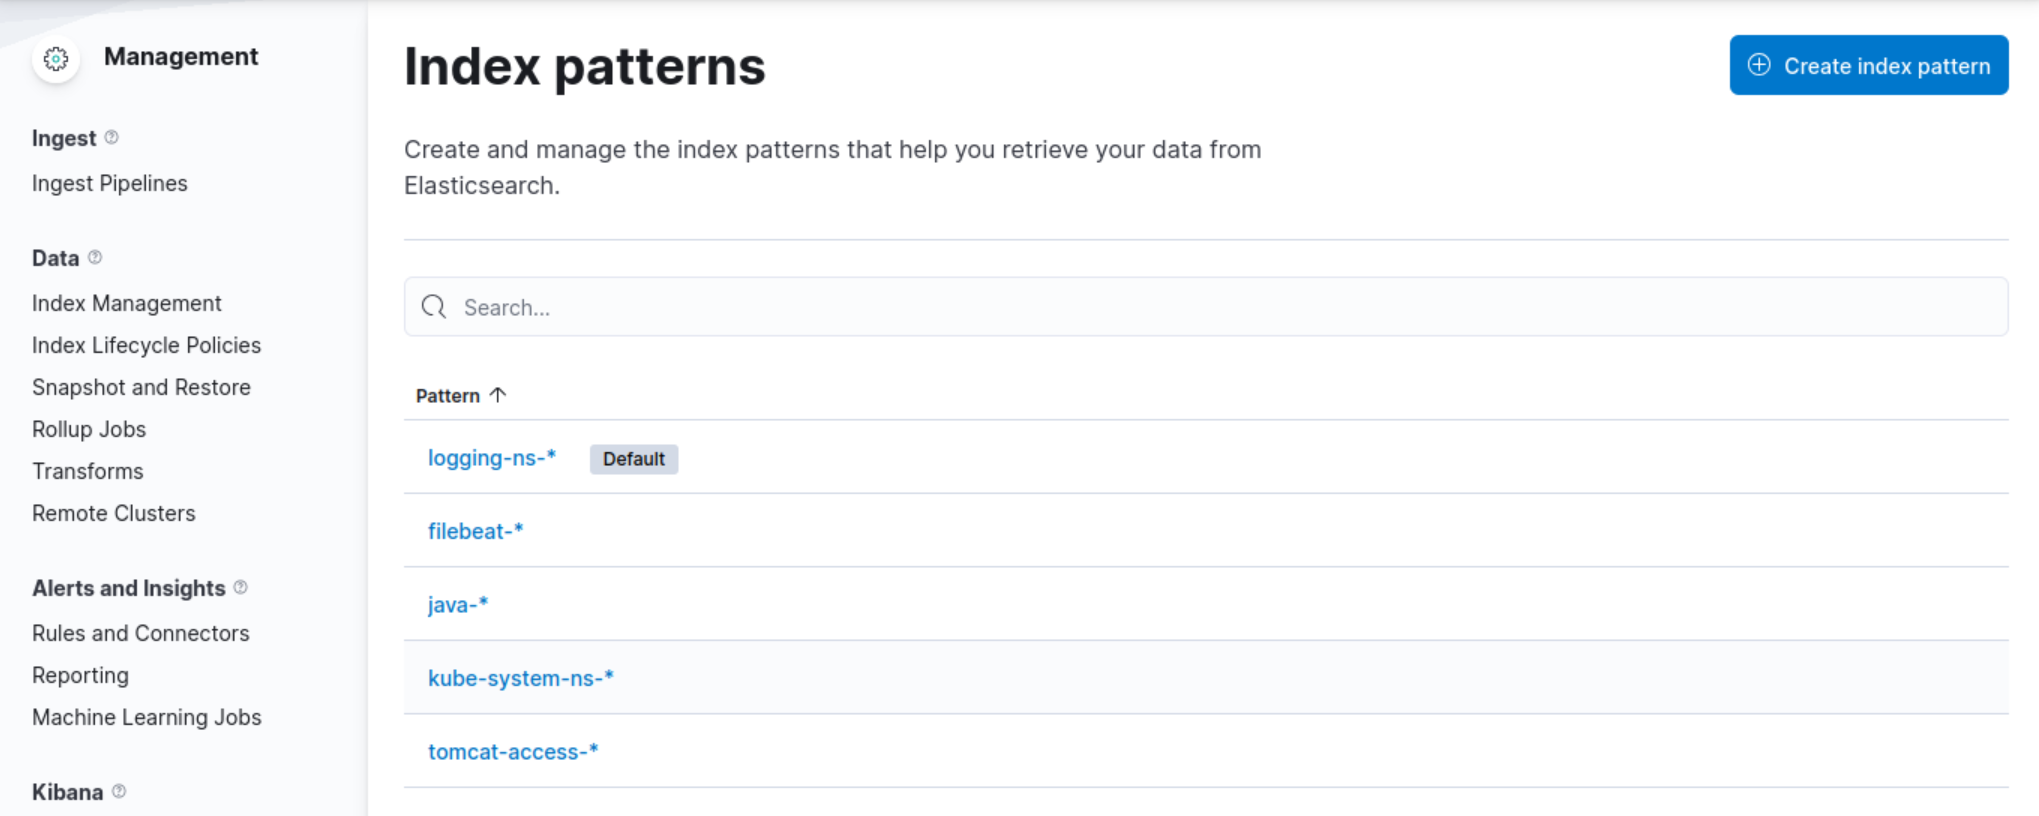 Management
Ingest
Ingest Pipelines
Data
Index Management
Index Lifecycle Policies
Snapshot and Restore
Rollup Jobs
Transforms
Remote Clusters
Alerts and Insights
Rules and Connectors
Reporting
Machine Learning Jobs
Kibana
Index patterns
Create index pattern
Create and manage the index patterns that help you retrieve your data from
Elasticsearch.
Search...
Pattern ↑
logging-ns-* Default
filebeat-*
java-*
kube-system-ns-*
tomcat-access-*